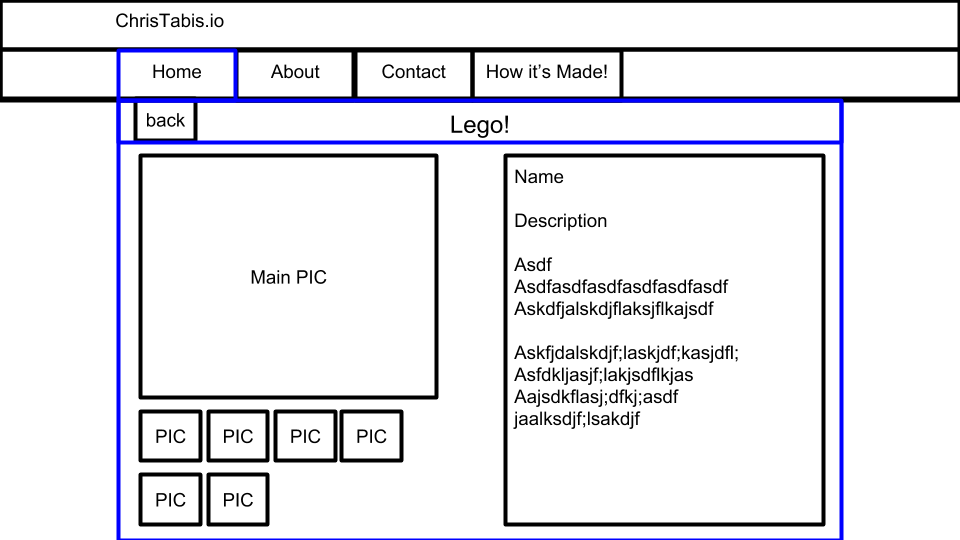 ChrisTabis.io
Home About Contact How it's Made!
back Lego!
Main PIC
PIC PIC PIC PIC
PIC PIC
Name
Description
Asdf
Asdfasdfasdfasdfasdfasdf
Askdfjalskdjflaksjflkajsdf
Askfjdalskdjf;laskjdf;kasjdfl;
Asfdkljasjf;lakjsdflkjas
Aajsdkflasj;dfkj;asdf
jaalksdjf;lsakdjf